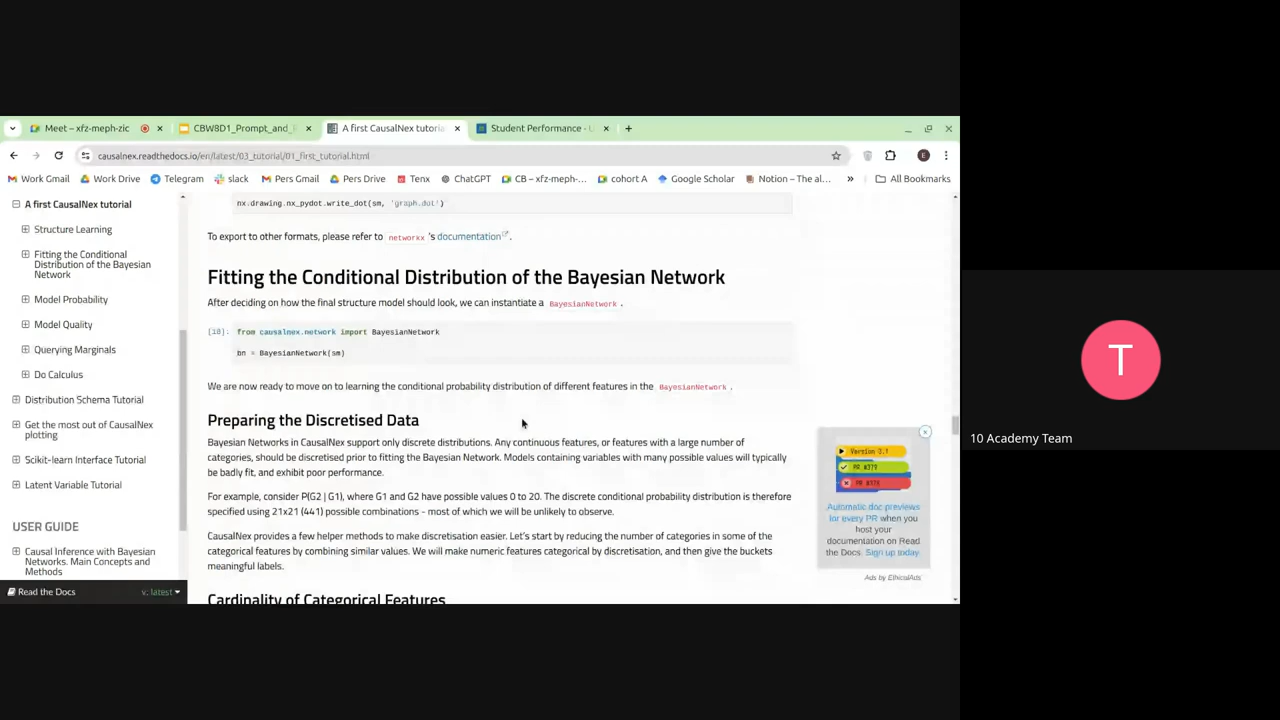 Meet – xfz-meph-zic
CBW8D1_Prompt_and_
A first CausalNex tutoria
Student Performance -
causalnex.readthedocs.io/en/latest/03_tutorial/01_first_tutorial.html
E
Work Gmail
Work Drive
Telegram
slack
Pers Gmail
Pers Drive
Tenx
ChatGPT
CB – xfz-meph-...
cohort A
Google Scholar
Notion – The al...
All Bookmarks
A first CausalNex tutorial
Structure Learning
Fitting the Conditional
Distribution of the Bayesian
Network
Model Probability
Model Quality
Querying Marginals
Do Calculus
Distribution Schema Tutorial
Get the most out of CausalNex
plotting
Scikit-learn Interface Tutorial
Latent Variable Tutorial
USER GUIDE
Causal Inference with Bayesian
Networks. Main Concepts and
Methods
Read the Docs
v: latest
nx.drawing.nx_pydot.write_dot(sm, 'graph.dot')
To export to other formats, please refer to networkx 's documentation.
Fitting the Conditional Distribution of the Bayesian Network
After deciding on how the final structure model should look, we can instantiate a BayesianNetwork .
[10]: from causalnex.network import BayesianNetwork
bn = BayesianNetwork(sm)
We are now ready to move on to learning the conditional probability distribution of different features in the BayesianNetwork .
Preparing the Discretised Data
Bayesian Networks in CausalNex support only discrete distributions. Any continuous features, or features with a large number of
categories, should be discretised prior to fitting the Bayesian Network. Models containing variables with many possible values will typically
be badly fit, and exhibit poor performance.
For example, consider P(G2 | G1), where G1 and G2 have possible values 0 to 20. The discrete conditional probability distribution is therefore
specified using 21x21 (441) possible combinations - most of which we will be unlikely to observe.
CausalNex provides a few helper methods to make discretisation easier. Let's start by reducing the number of categories in some of the
categorical features by combining similar values. We will make numeric features categorical by discretisation, and then give the buckets
meaningful labels.
Cardinality of Categorical Features
Version 3.1
PR #379
PR #378
Automatic doc previews
for every PR when you
host your
documentation on Read
the Docs. Sign up today
Ads by EthicalAds
T
10 Academy Team